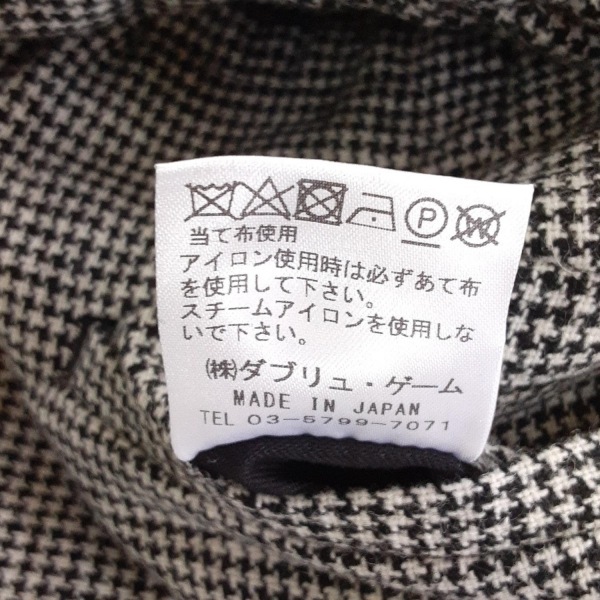 P W
当て布使用
アイロン使用時は必ずあて布
を使用して下さい。
スチームアイロンを使用しな
いで下さい。
㈱ダブリュ・ゲーム
MADE IN JAPAN
TEL 03-5799-7071